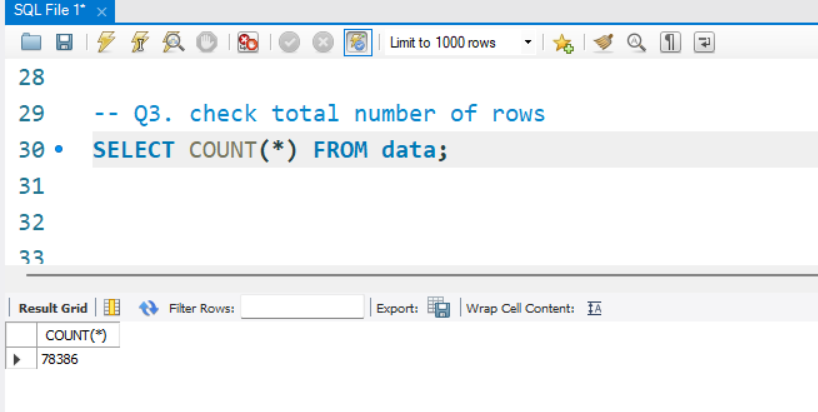 SQL File 1* ×
Limit to 1000 rows
28
29 -- Q3. check total number of rows
30 SELECT COUNT(*) FROM data;
31
32
33
Result Grid Filter Rows: Export: Wrap Cell Content: IA
COUNT(*)
78386